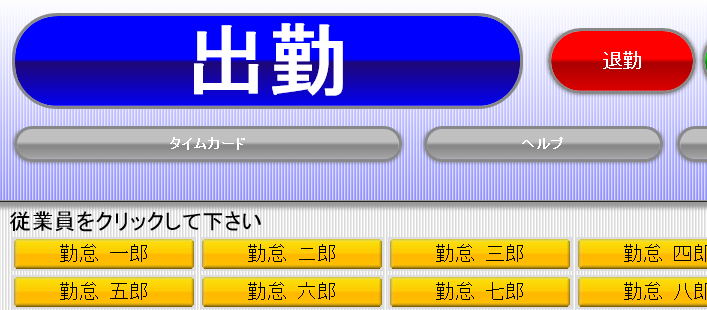 出勤 退勤
タイムカード ヘルプ
従業員をクリックして下さい
勤怠 一郎 勤怠 二郎 勤怠 三郎 勤怠 四郎
勤怠 五郎 勤怠 六郎 勤怠 七郎 勤怠 八郎